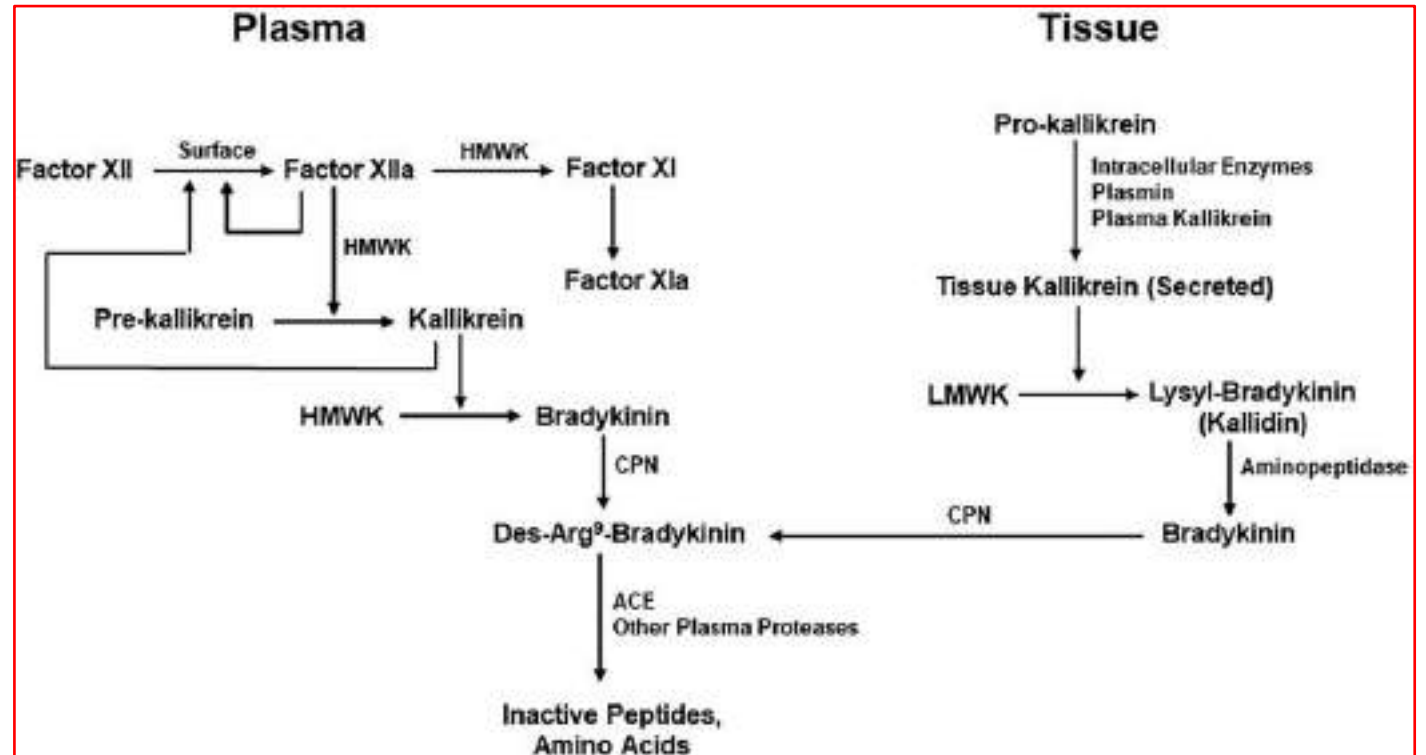 Plasma
Tissue
Factor XII
Surface
Factor XIIa
HMWK
Factor XI
HMWK
Factor XIa
Pre-kallikrein
Kallikrein
HMWK
Bradykinin
CPN
Des-Arg⁹-Bradykinin
ACE
Other Plasma Proteases
Inactive Peptides,
Amino Acids
Pro-kallikrein
Intracellular Enzymes
Plasmin
Plasma Kallikrein
Tissue Kallikrein (Secreted)
LMWK
Lysyl-Bradykinin
(Kallidin)
Aminopeptidase
Bradykinin
CPN